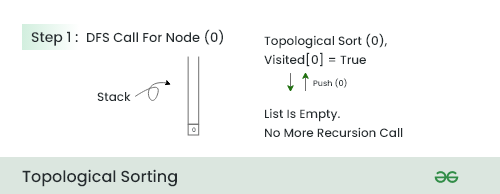 Step 1 : DFS Call For Node (0)
Topological Sort (0),
Visited[0] = True
Push (0)
Stack
0
List Is Empty.
No More Recursion Call
Topological Sorting